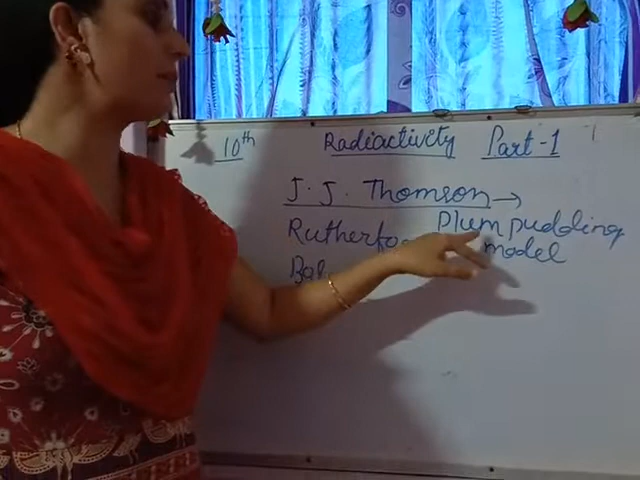 10th Radiactivity Part-1
J. J. Thomson →
Plum pudding
model